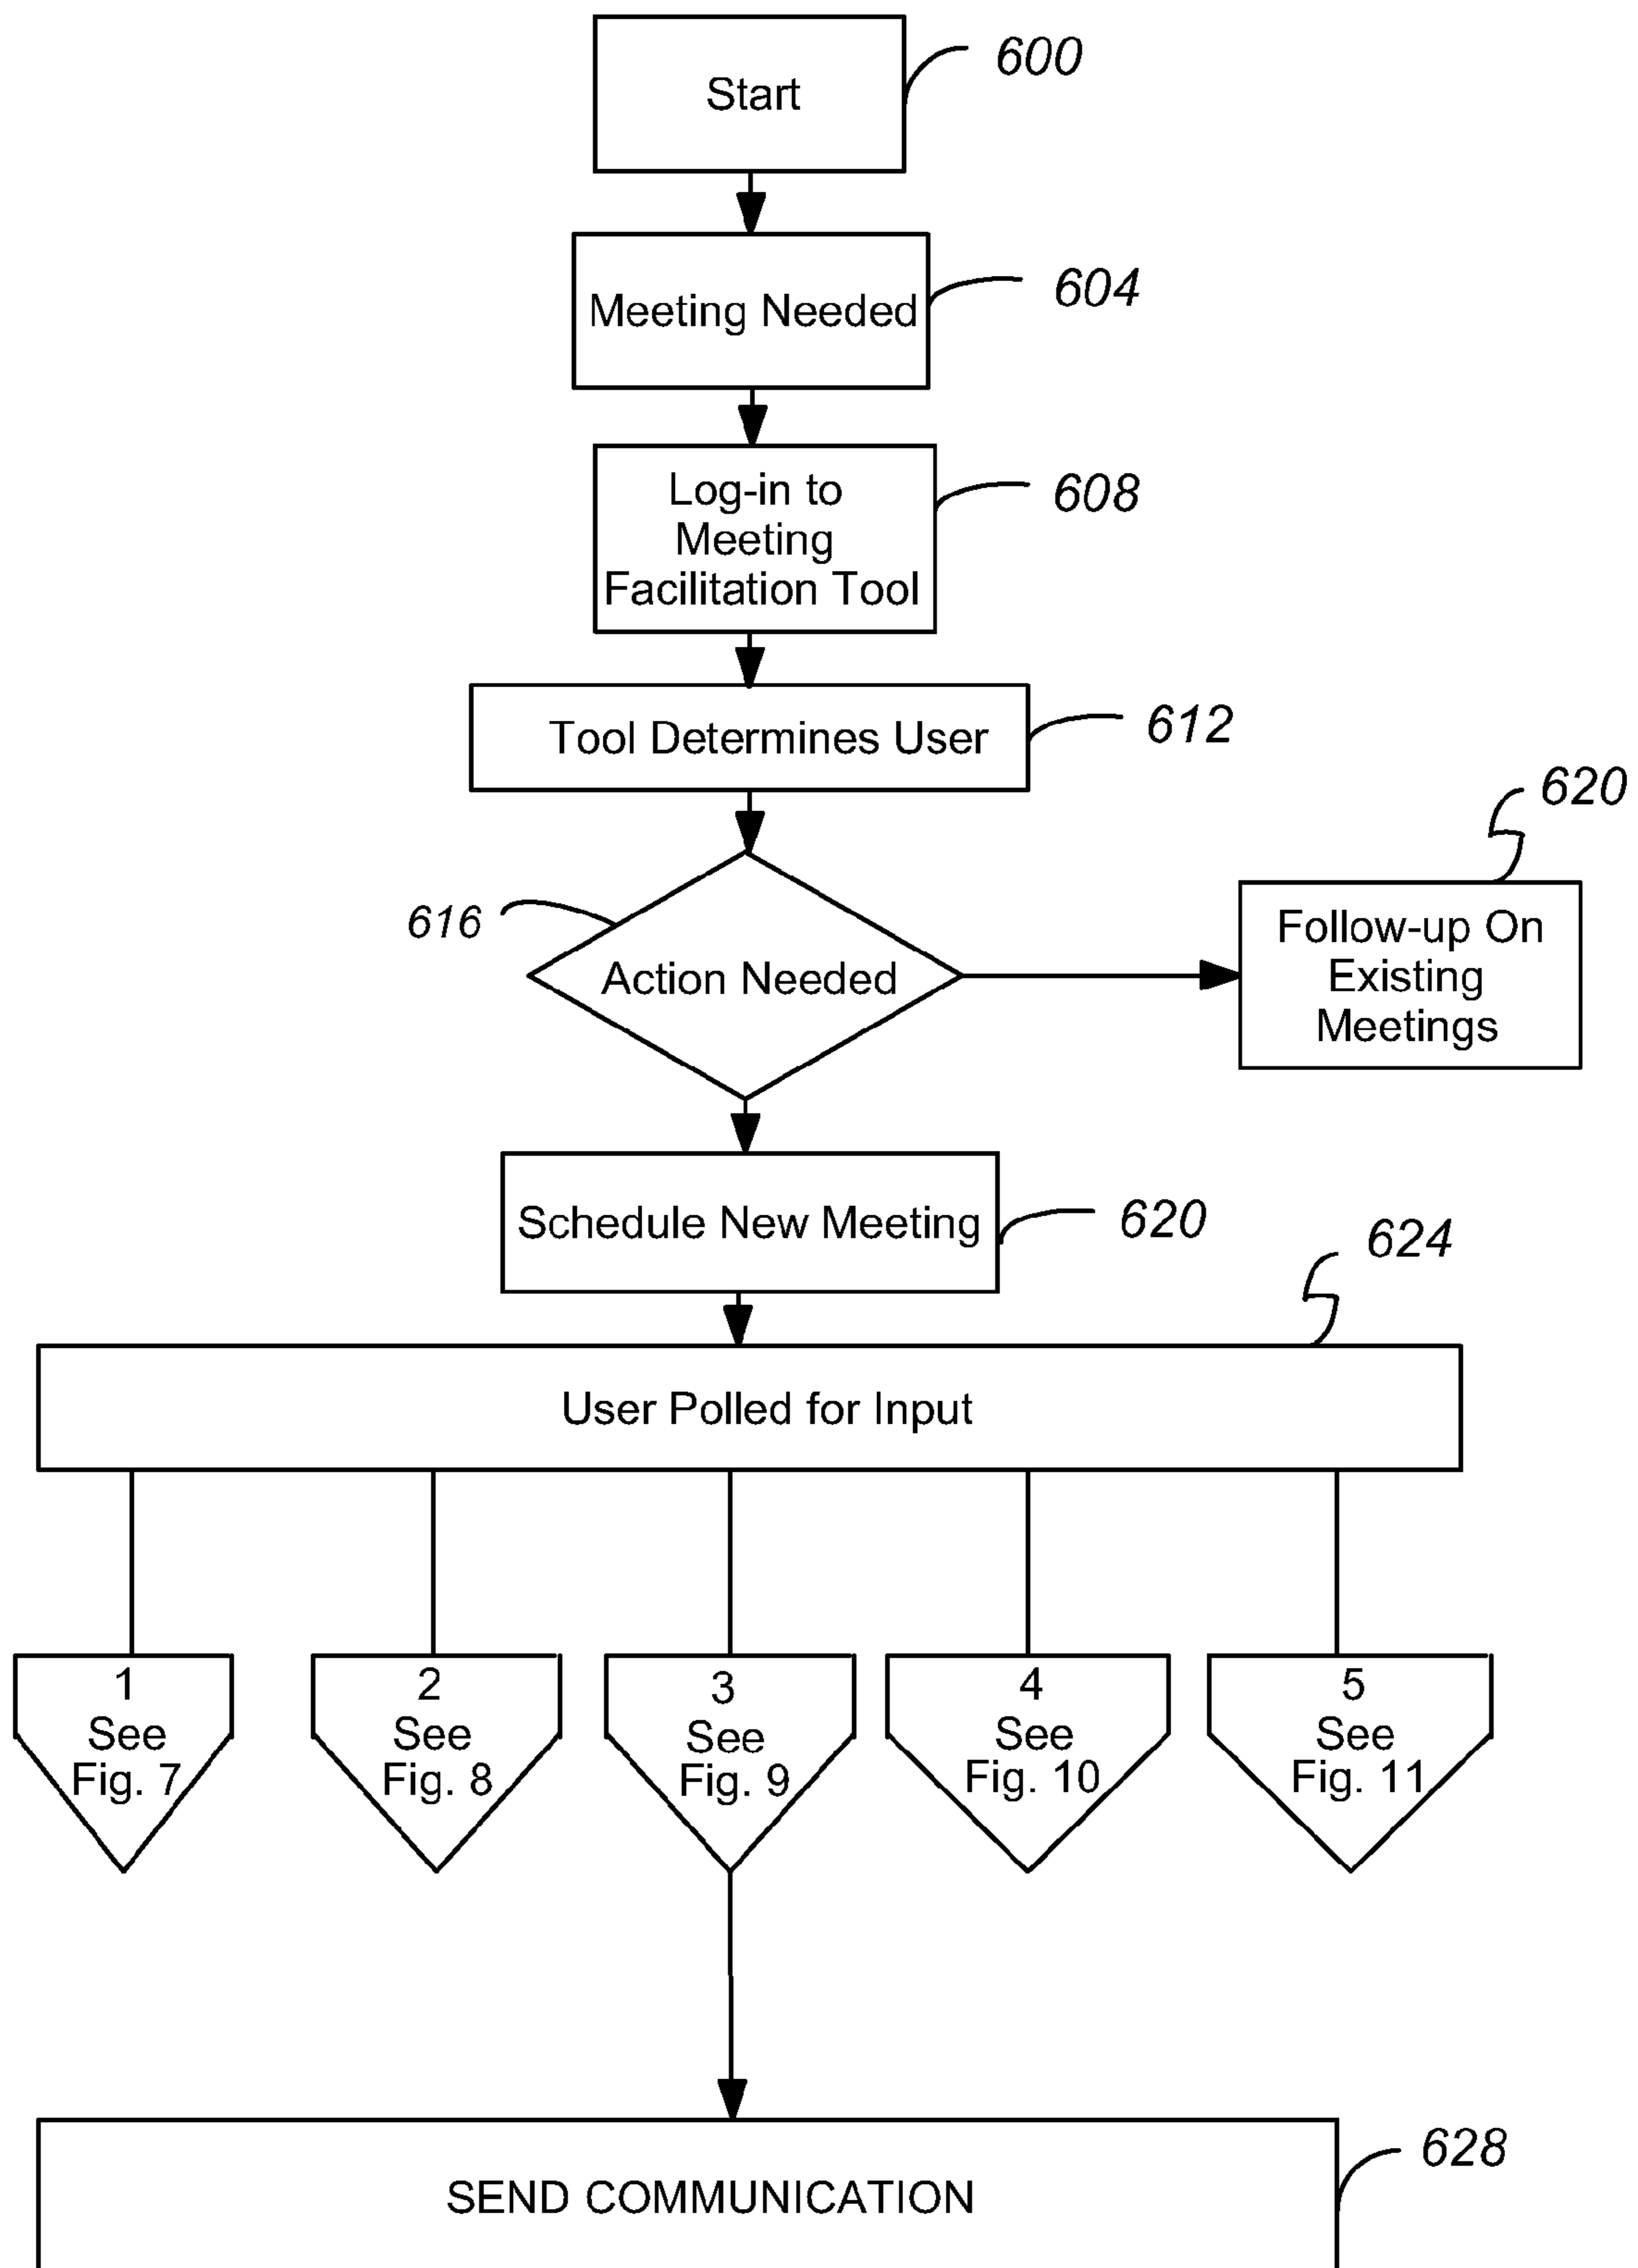 Start
600
Meeting Needed
604
Log-in to
Meeting
Facilitation Tool
608
Tool Determines User
612
620
616
Action Needed
Follow-up On
Existing
Meetings
Schedule New Meeting
620
624
User Polled for Input
1
See
Fig. 7
2
See
Fig. 8
3
See
Fig. 9
4
See
Fig. 10
5
See
Fig. 11
SEND COMMUNICATION
628